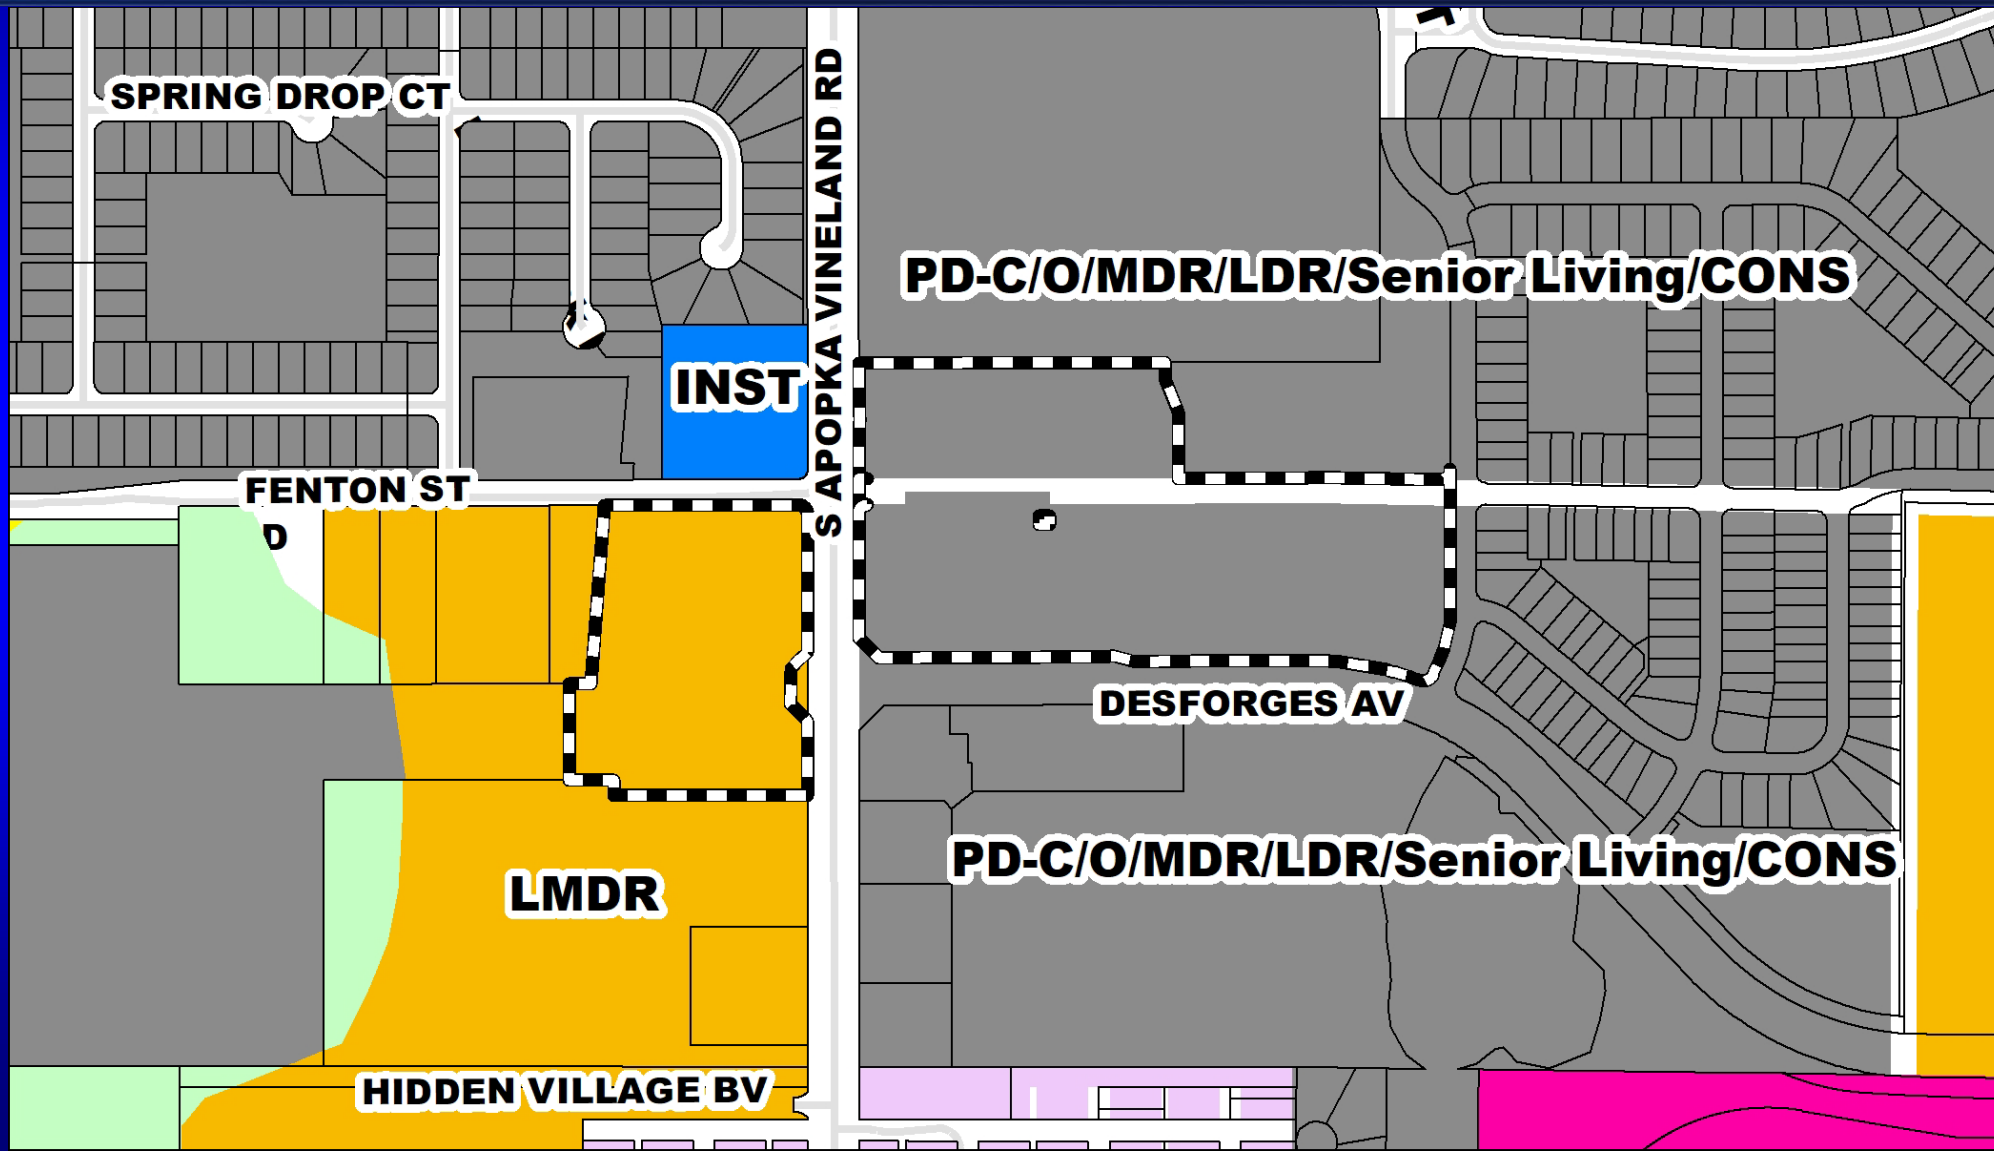 SPRING DROP CT
S APOPKA VINELAND RD
PD-C/O/MDR/LDR/Senior Living/CONS
INST
FENTON ST
D
DESFORGES AV
PD-C/O/MDR/LDR/Senior Living/CONS
LMDR
HIDDEN VILLAGE BV